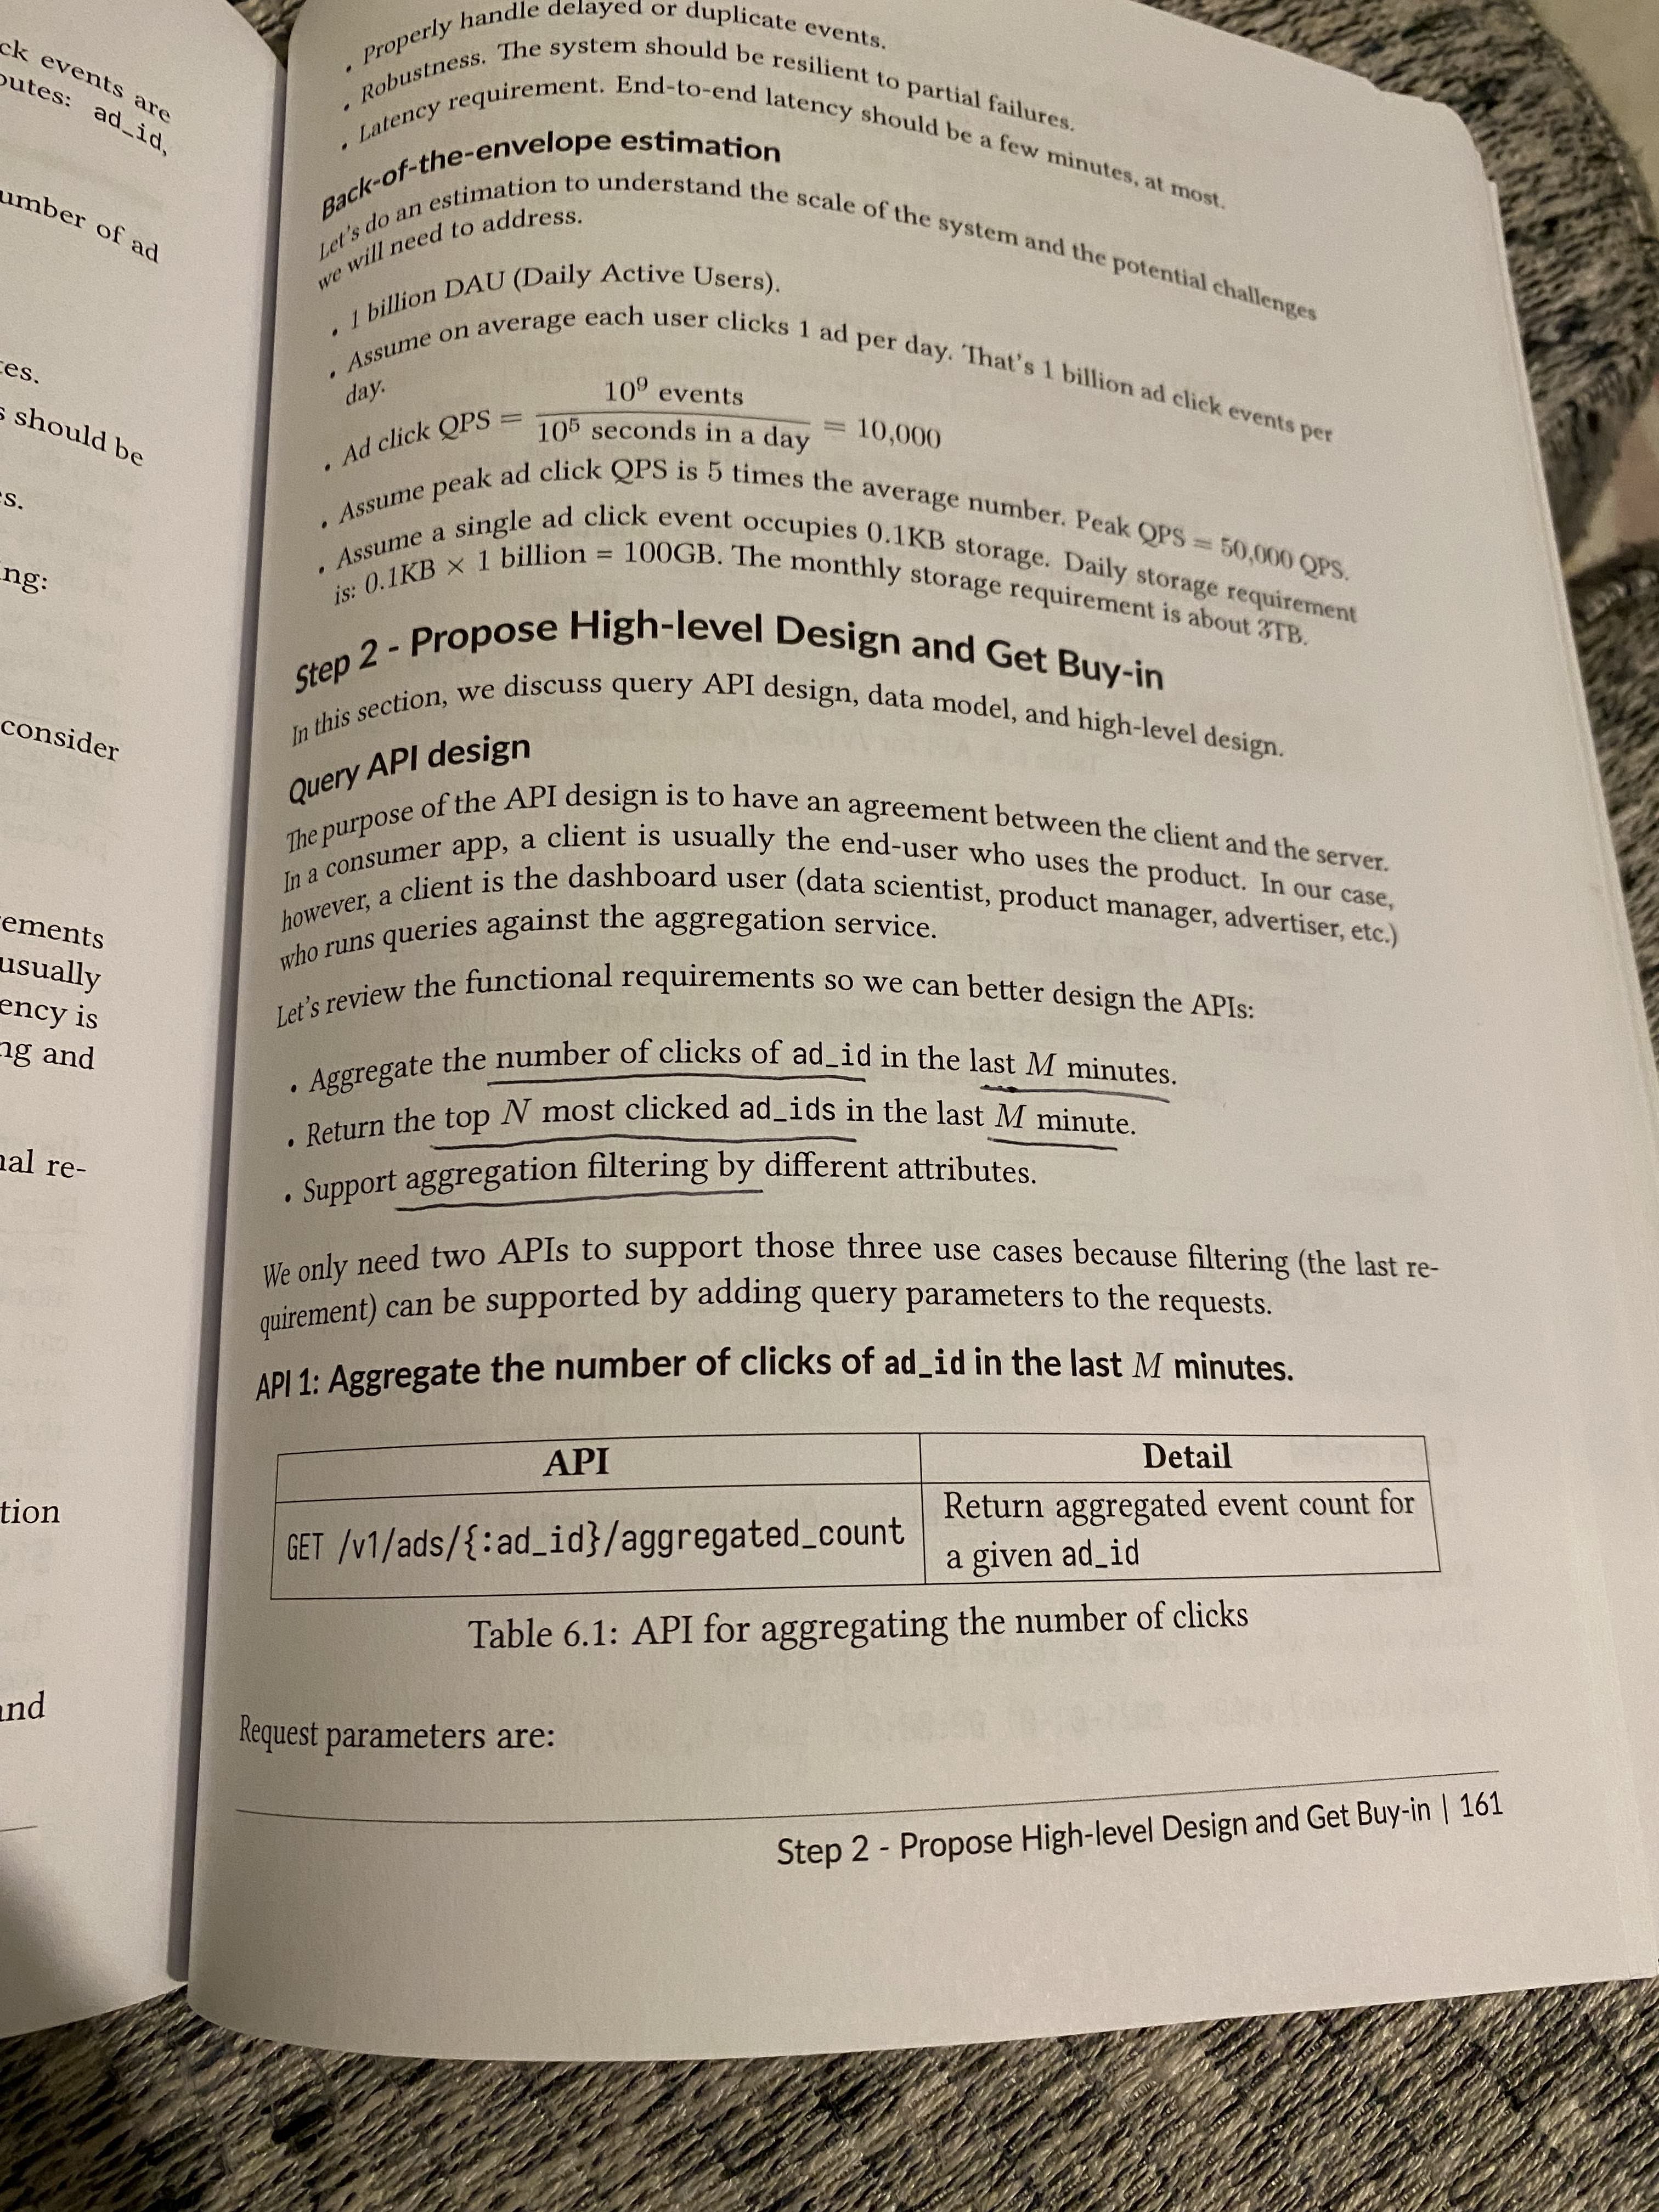 ck events are
outes: ad_id,
umber of ad
es.
s should be
s.
ng:
consider
ements
usually
ency is
ng and
al re-
tion
and
• Properly handle delayed or duplicate events.
• Robustness. The system should be resilient to partial failures.
• Latency requirement. End-to-end latency should be a few minutes, at most.
Back-of-the-envelope estimation
Let's do an estimation to understand the scale of the system and the potential challenges
we will need to address.
• 1 billion DAU (Daily Active Users).
• Assume on average each user clicks 1 ad per day. That's 1 billion ad click events per
day.
• Ad click QPS = 10⁹ events / 10⁵ seconds in a day = 10,000
• Assume peak ad click QPS is 5 times the average number. Peak QPS = 50,000 QPS.
• Assume a single ad click event occupies 0.1KB storage. Daily storage requirement
is: 0.1KB × 1 billion = 100GB. The monthly storage requirement is about 3TB.
Step 2 - Propose High-level Design and Get Buy-in
In this section, we discuss query API design, data model, and high-level design.
Query API design
The purpose of the API design is to have an agreement between the client and the server.
In a consumer app, a client is usually the end-user who uses the product. In our case,
however, a client is the dashboard user (data scientist, product manager, advertiser, etc.)
who runs queries against the aggregation service.
Let's review the functional requirements so we can better design the APIs:
• Aggregate the number of clicks of ad_id in the last M minutes.
• Return the top N most clicked ad_ids in the last M minute.
• Support aggregation filtering by different attributes.
We only need two APIs to support those three use cases because filtering (the last re-
quirement) can be supported by adding query parameters to the requests.
API 1: Aggregate the number of clicks of ad_id in the last M minutes.
API Detail
GET /v1/ads/{:ad_id}/aggregated_count Return aggregated event count for
a given ad_id
Table 6.1: API for aggregating the number of clicks
Request parameters are:
Step 2 - Propose High-level Design and Get Buy-in | 161